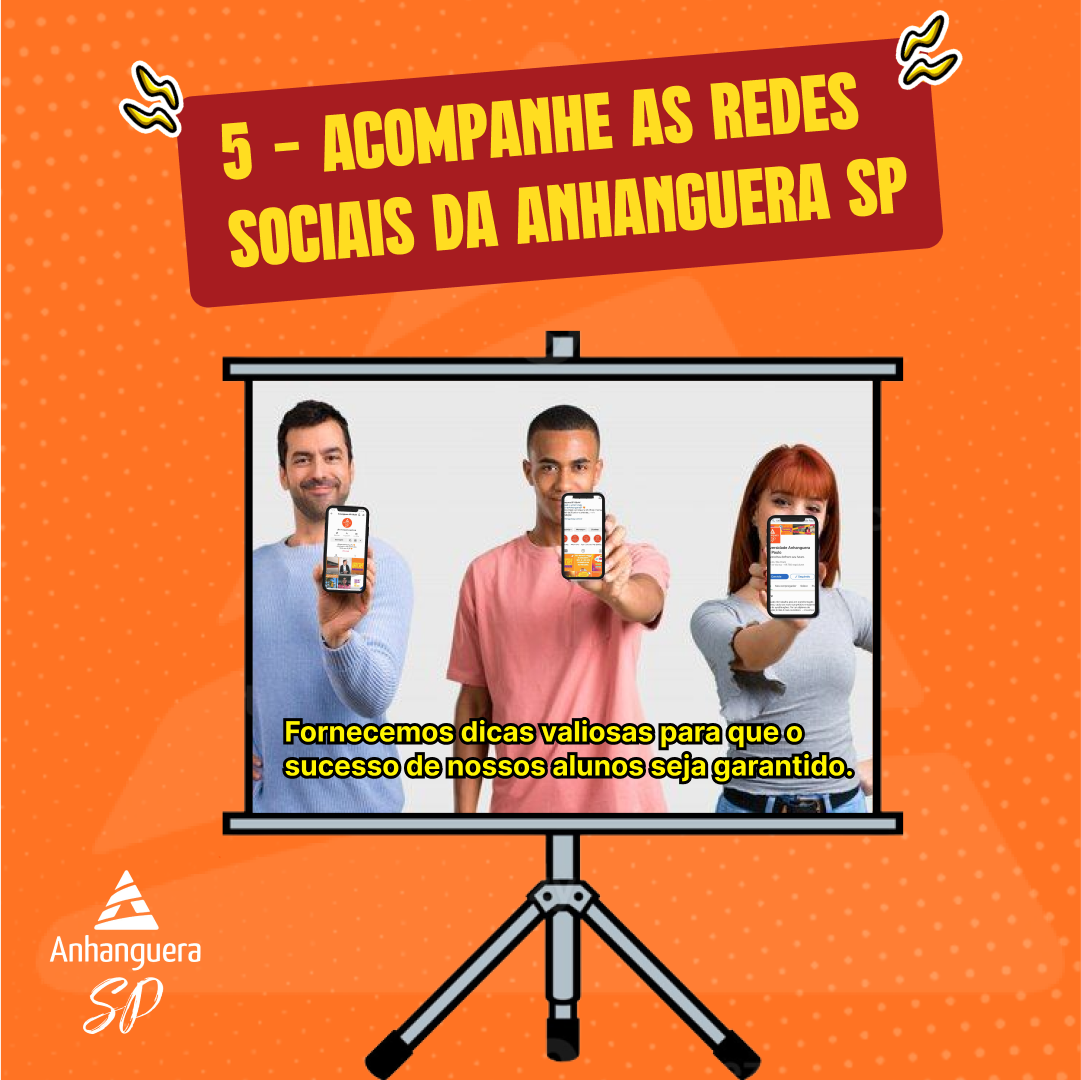 5 - ACOMPANHE AS REDES
SOCIAIS DA ANHANGUERA SP
Fornecemos dicas valiosas para que o
sucesso de nossos alunos seja garantido.
Anhanguera
SP